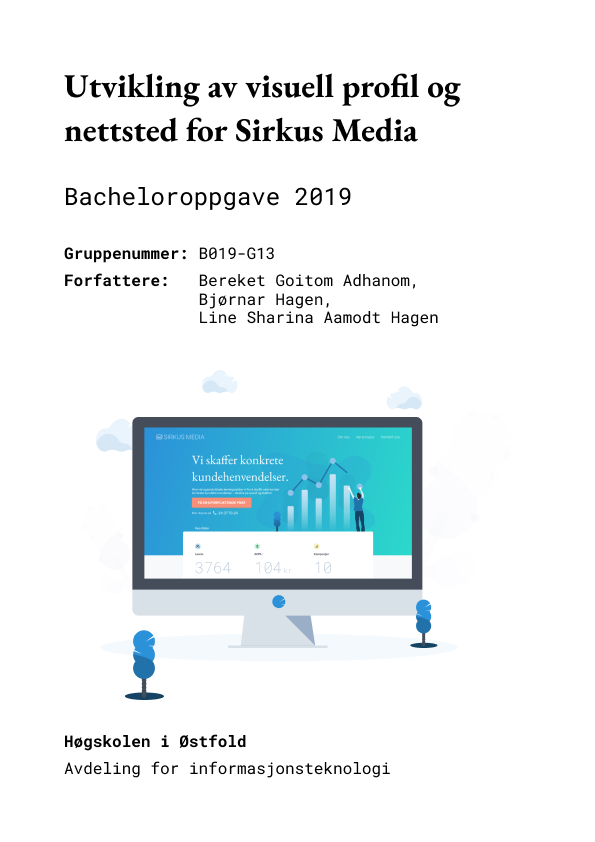 Utvikling av visuell profil og
nettsted for Sirkus Media
Bacheloroppgave 2019
Gruppenummer: BO19-G13
Forfattere: Bereket Goitom Adhanom,
Bjørnar Hagen,
Line Sharina Aamodt Hagen
SIRKUS MEDIA
Vi skaffer konkrete
kundehenvendelser.
3764 104 kr 10
Høgskolen i Østfold
Avdeling for informasjonsteknologi